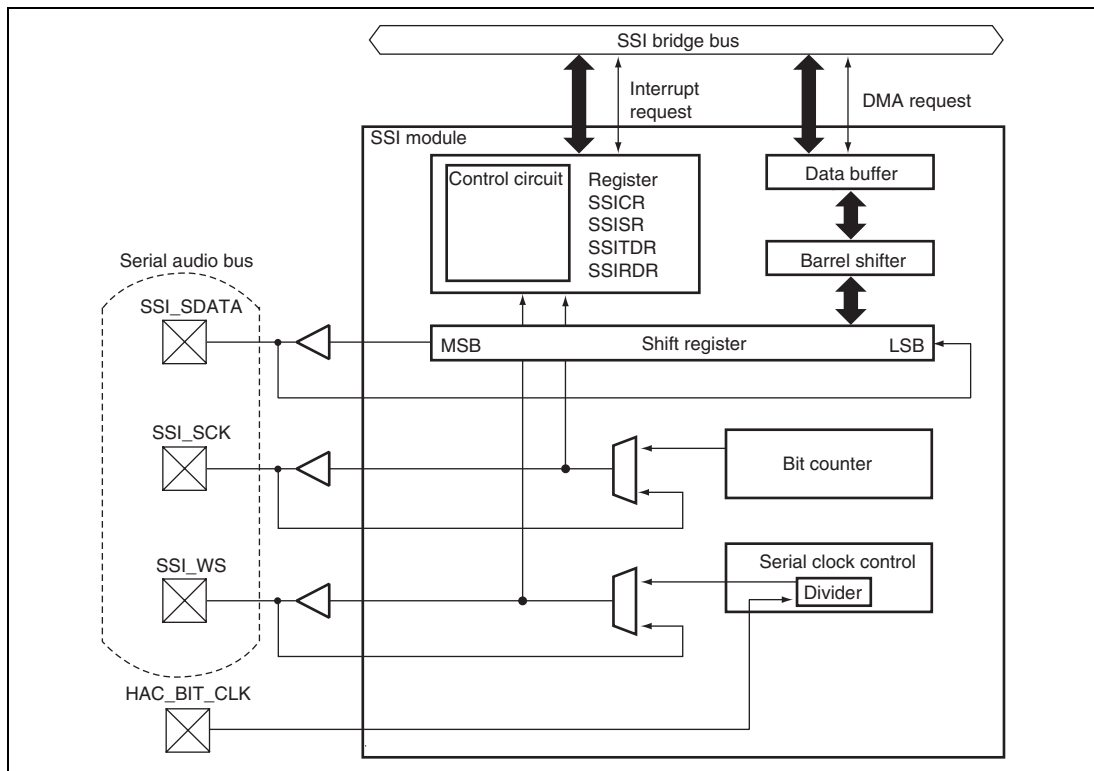 SSI bridge bus
Interrupt
request
DMA request
SSI module
Control circuit
Register
SSICR
SSISR
SSITDR
SSIRDR
Data buffer
Barrel shifter
Serial audio bus
SSI_SDATA
MSB
Shift register
LSB
SSI_SCK
Bit counter
SSI_WS
Serial clock control
Divider
HAC_BIT_CLK